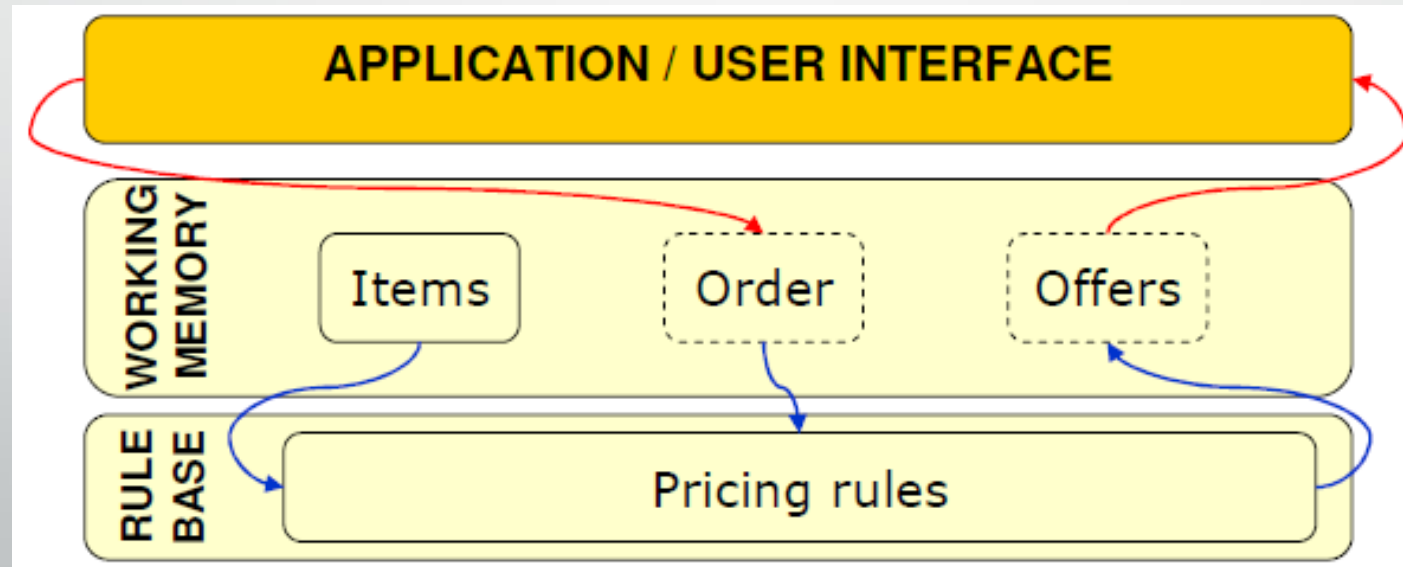 APPLICATION / USER INTERFACE
WORKING
MEMORY
Items
Order
Offers
RULE
BASE
Pricing rules